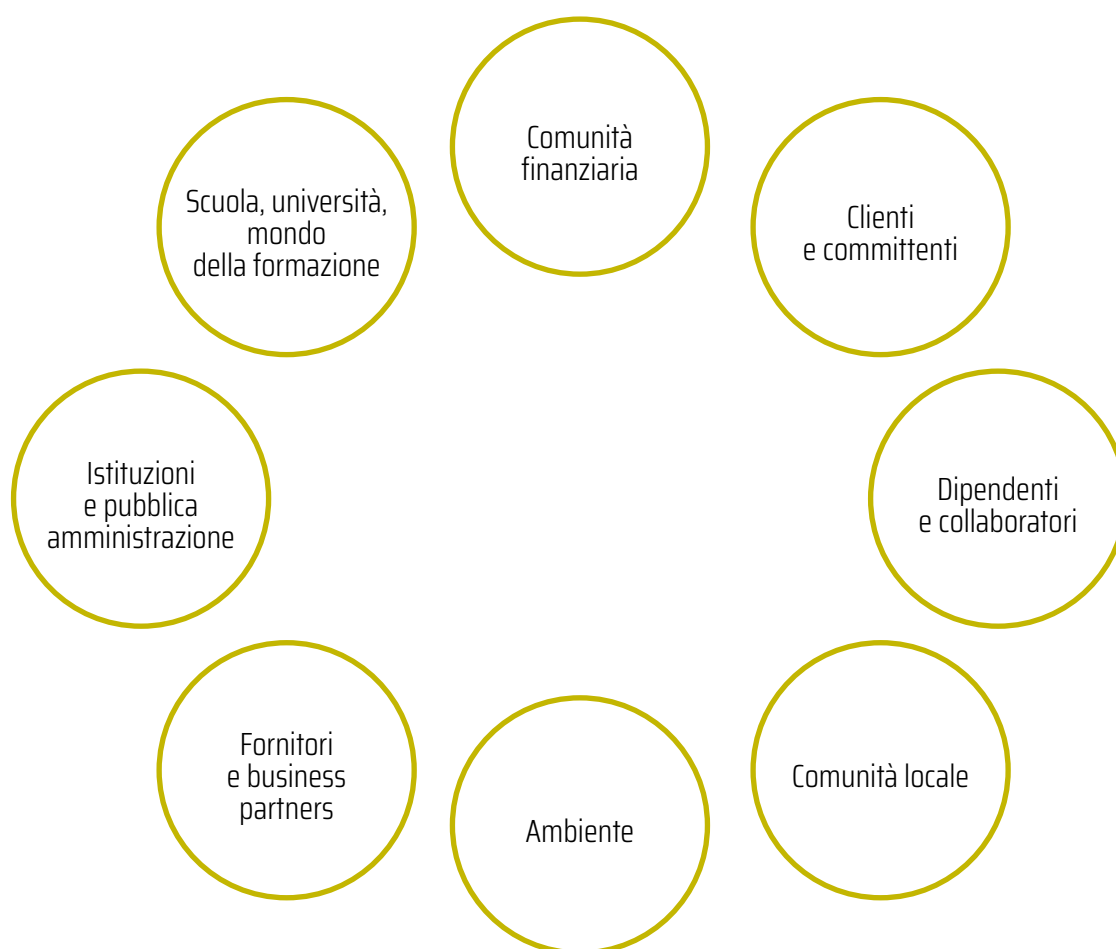 Comunità
finanziaria
Scuola, università,
mondo
della formazione
Clienti
e committenti
Istituzioni
e pubblica
amministrazione
Dipendenti
e collaboratori
Fornitori
e business
partners
Comunità locale
Ambiente